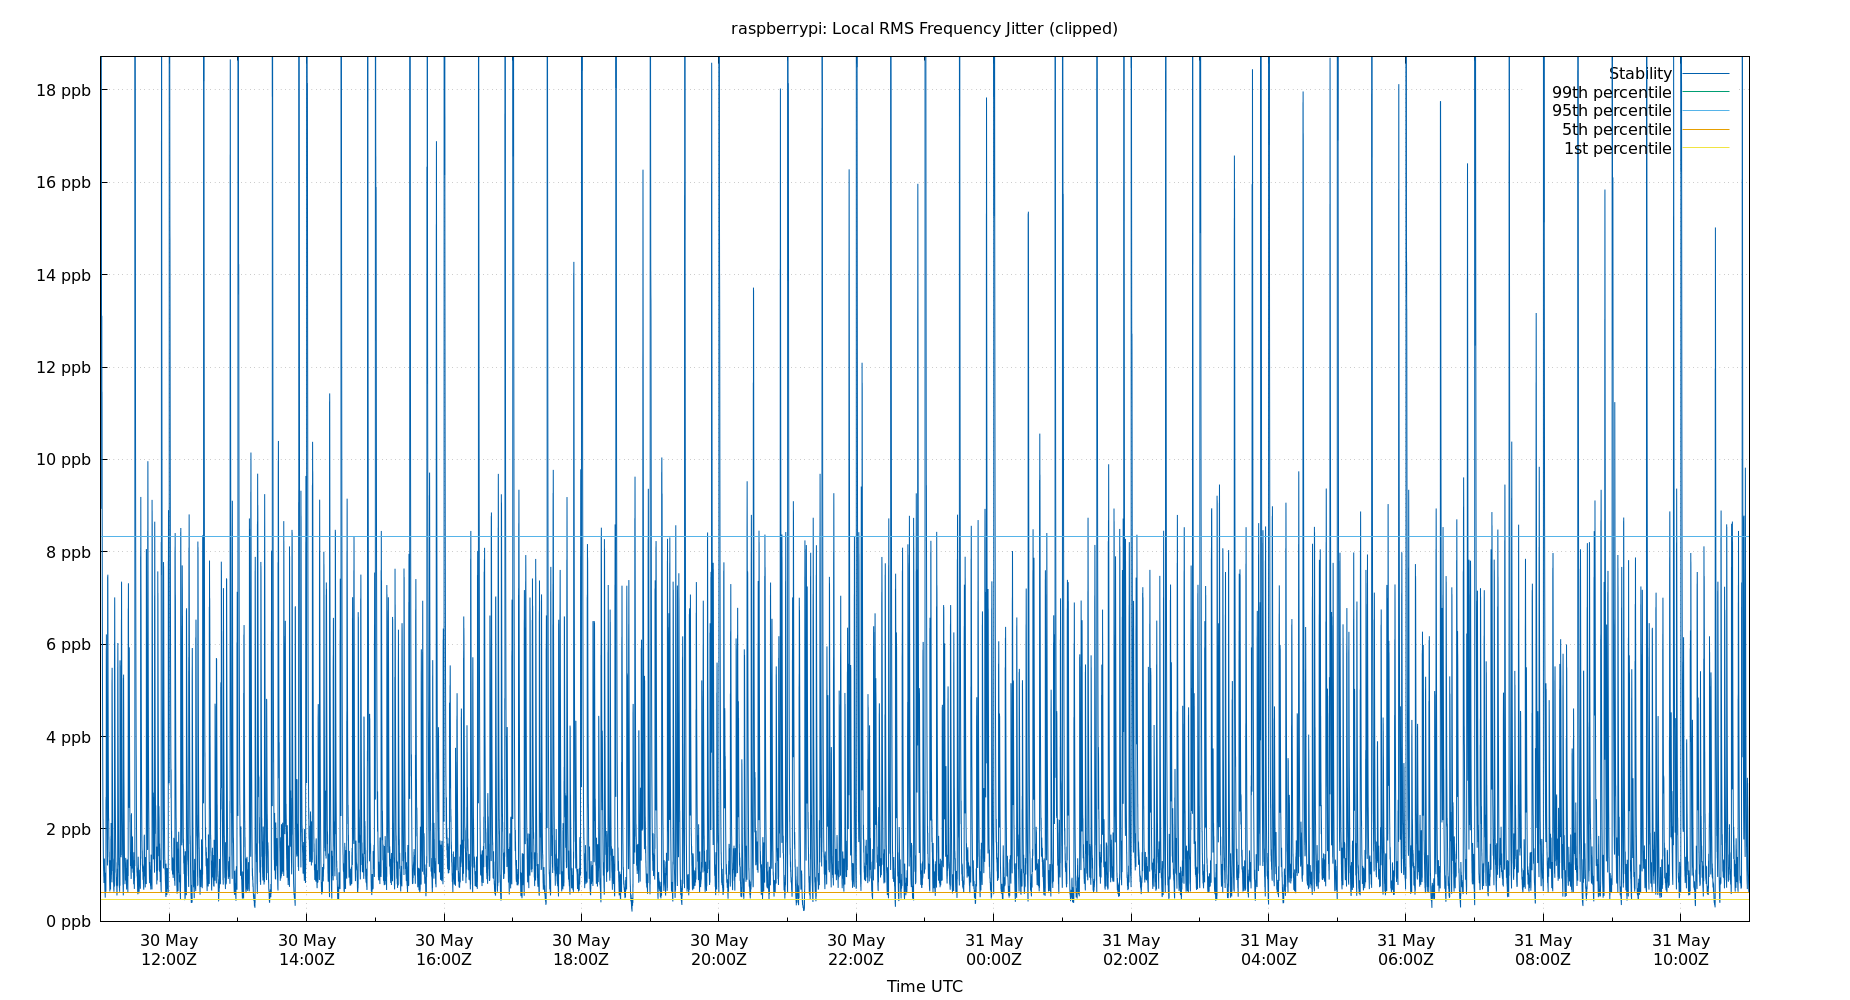 raspberrypi: Local RMS Frequency Jitter (clipped)
Stability
99th percentile
95th percentile
5th percentile
1st percentile
18 ppb
16 ppb
14 ppb
12 ppb
10 ppb
8 ppb
6 ppb
4 ppb
2 ppb
0 ppb
30 May 30 May 30 May 30 May 30 May 30 May 31 May 31 May 31 May 31 May 31 May 31 May
12:00Z 14:00Z 16:00Z 18:00Z 20:00Z 22:00Z 00:00Z 02:00Z 04:00Z 06:00Z 08:00Z 10:00Z
Time UTC